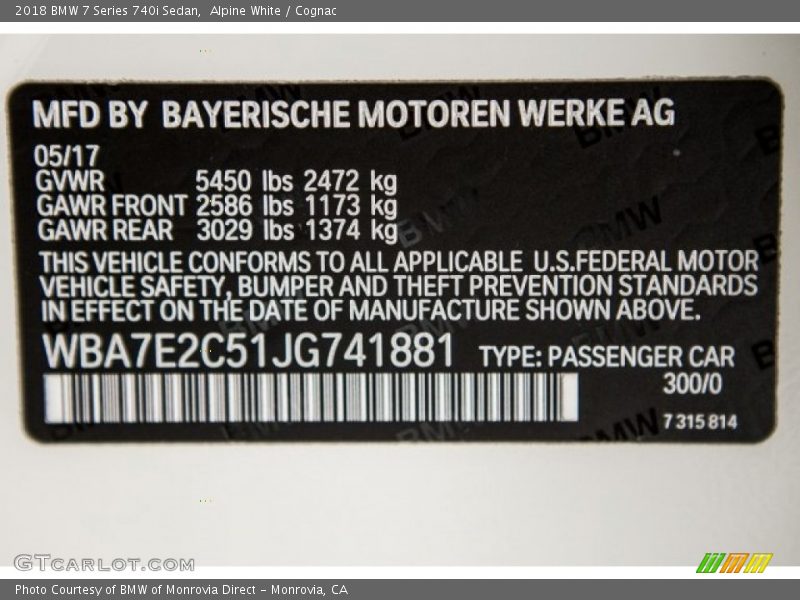 2018 BMW 7 Series 740i Sedan, Alpine White / Cognac
MFD BY BAYERISCHE MOTOREN WERKE AG
05/17
GVWR 5450 lbs 2472 kg
GAWR FRONT 2586 lbs 1173 kg
GAWR REAR 3029 lbs 1374 kg
THIS VEHICLE CONFORMS TO ALL APPLICABLE U.S.FEDERAL MOTOR
VEHICLE SAFETY, BUMPER AND THEFT PREVENTION STANDARDS
IN EFFECT ON THE DATE OF MANUFACTURE SHOWN ABOVE.
WBA7E2C51JG741881 TYPE: PASSENGER CAR
300/0
7 315 814
GTCARLOT.COM
Photo Courtesy of BMW of Monrovia Direct - Monrovia, CA